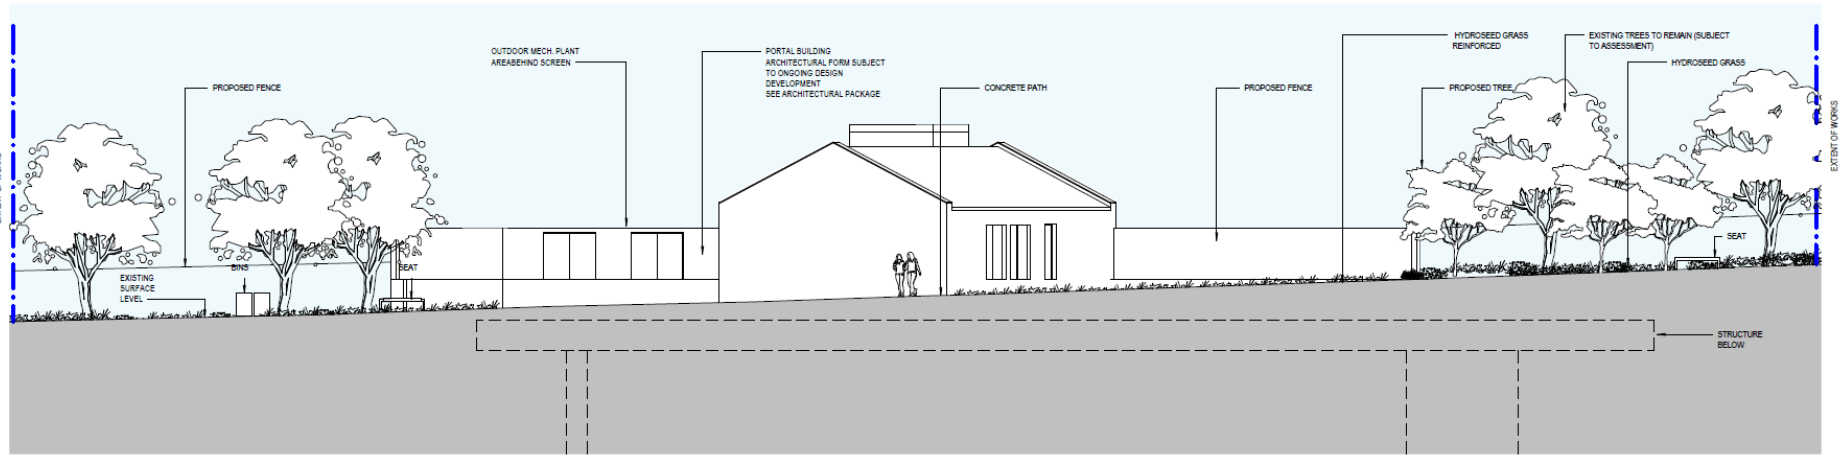 OUTDOOR MECH. PLANT
AREABEHIND SCREEN
PORTAL BUILDING
ARCHITECTURAL FORM SUBJECT
TO ONGOING DESIGN
DEVELOPMENT
SEE ARCHITECTURAL PACKAGE
HYDROSEED GRASS
REINFORCED
EXISTING TREES TO REMAIN (SUBJECT
TO ASSESSMENT)
HYDROSEED GRASS
PROPOSED FENCE
CONCRETE PATH
PROPOSED FENCE
PROPOSED TREE
EXTENT OF WORKS
SEAT
BINS
SEAT
EXISTING
SURFACE
LEVEL
STRUCTURE
BELOW